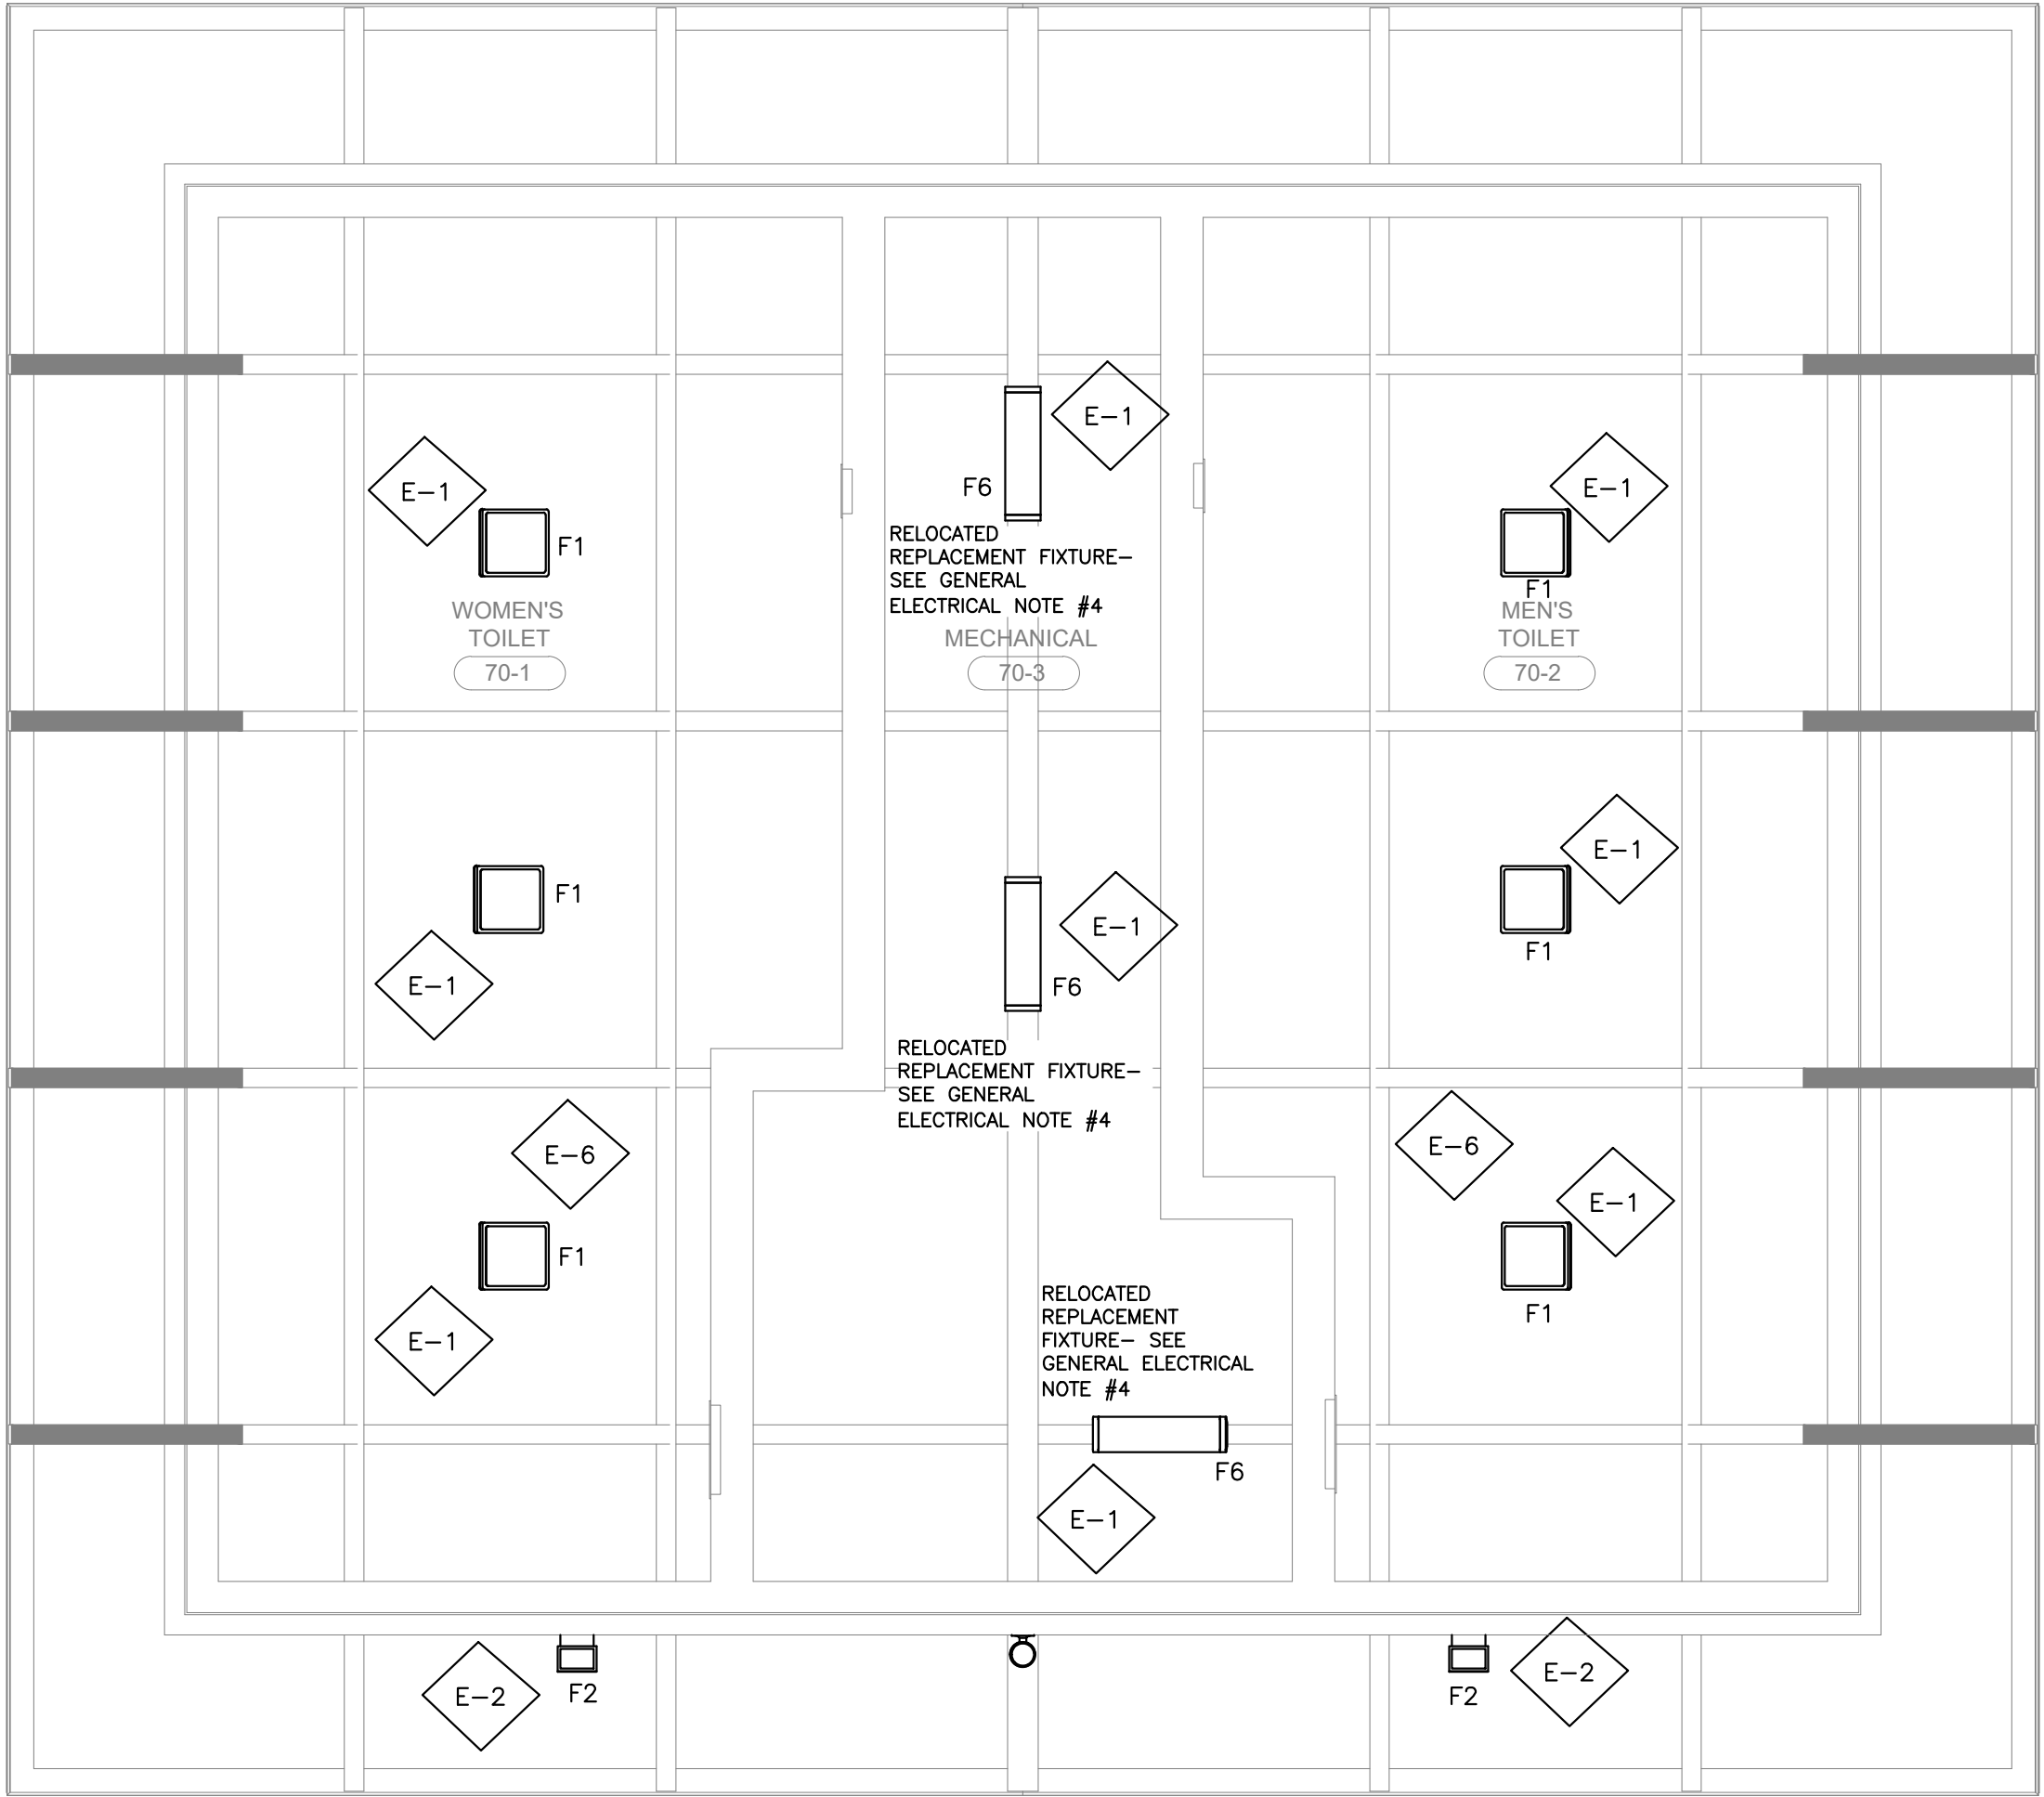 E-1
E-1
E-1
F6
F1
F1
RELOCATED
REPLACEMENT FIXTURE-
SEE GENERAL
ELECTRICAL NOTE #4
WOMEN'S
TOILET
70-1
MECHANICAL
70-3
MEN'S
TOILET
70-2
E-1
F1
E-1
F1
E-1
F6
RELOCATED
REPLACEMENT FIXTURE-
SEE GENERAL
ELECTRICAL NOTE #4
E-6
E-6
E-1
F1
F1
E-1
RELOCATED
REPLACEMENT
FIXTURE- SEE
GENERAL ELECTRICAL
NOTE #4
F6
E-1
E-2
F2
F2
E-2